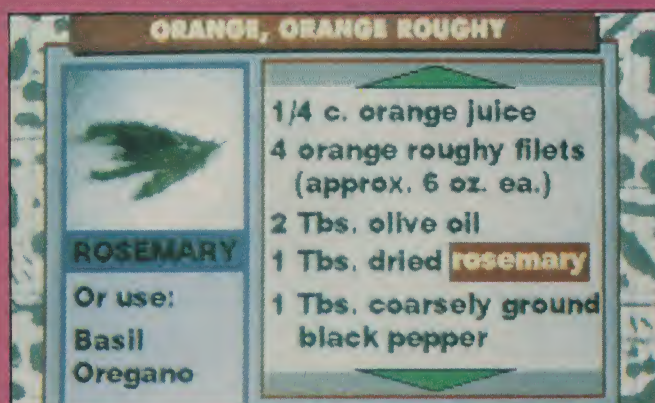 ORANGE, ORANGE ROUGHY
ROSEMARY
Or use:
Basil
Oregano
1/4 c. orange juice
4 orange roughy filets
(approx. 6 oz. ea.)
2 Tbs. olive oil
1 Tbs. dried rosemary
1 Tbs. coarsely ground
black pepper